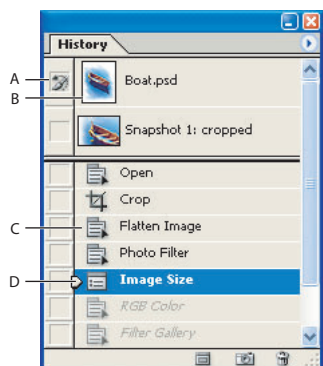 History
A
Boat.psd
B
Snapshot 1: cropped
Open
Crop
C
Flatten Image
Photo Filter
D
Image Size
RGB Color
Filter Gallery